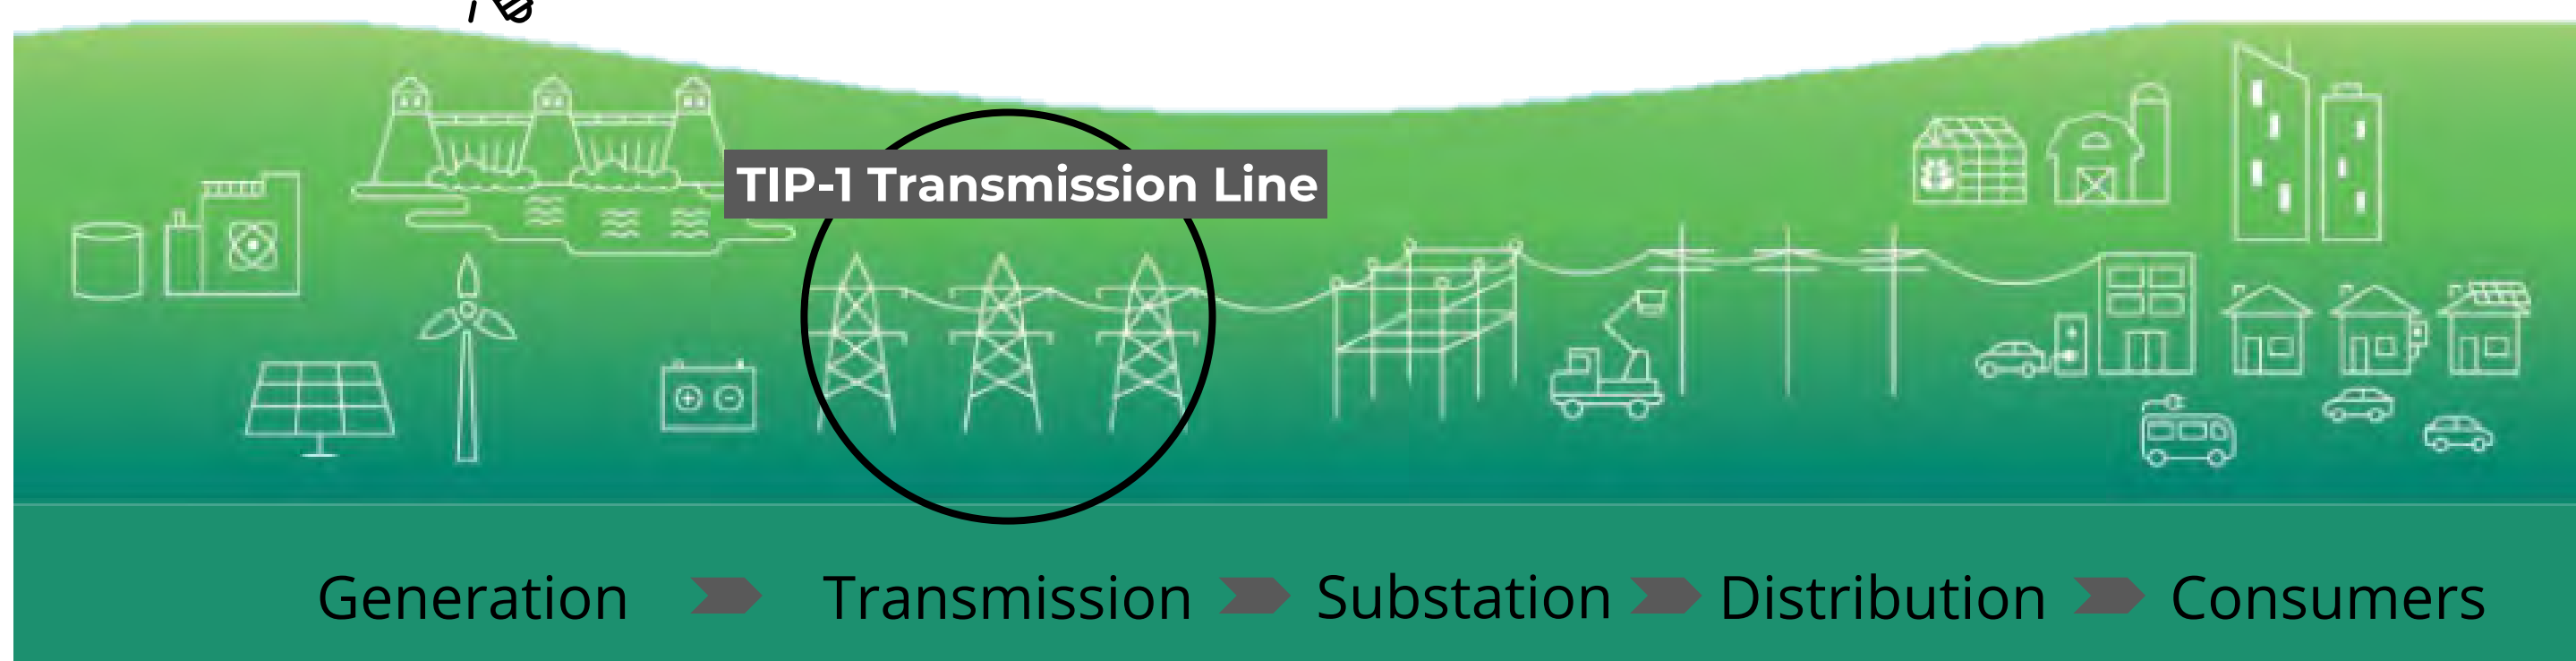 TIP-1 Transmission Line
Generation Transmission Substation Distribution Consumers